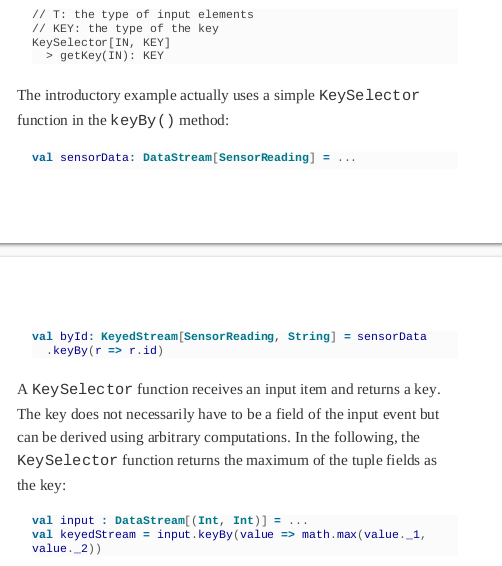 // T: the type of input elements
// KEY: the type of the key
KeySelector[IN, KEY]
  > getKey(IN): KEY
The introductory example actually uses a simple KeySelector
function in the keyBy() method:
val sensorData: DataStream[SensorReading] = ...
val byId: KeyedStream[SensorReading, String] = sensorData
  .keyBy(r => r.id)
A KeySelector function receives an input item and returns a key.
The key does not necessarily have to be a field of the input event but
can be derived using arbitrary computations. In the following, the
KeySelector function returns the maximum of the tuple fields as
the key:
val input : DataStream[(Int, Int)] = ...
val keyedStream = input.keyBy(value => math.max(value._1,
value._2))